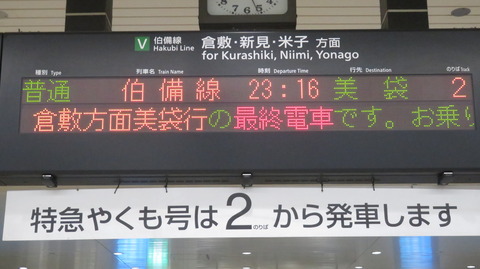 V 伯備線 倉敷・新見・米子 方面
Hakubi Line for Kurashiki, Niimi, Yonago
種別 Type 列車名 Train Name 時刻 Departure Time 行先 Destination のりば Track
普通 伯備線 23:16 美袋 2
倉敷方面美袋行の最終電車です。お乗り
特急やくも号は2のりばから発車します